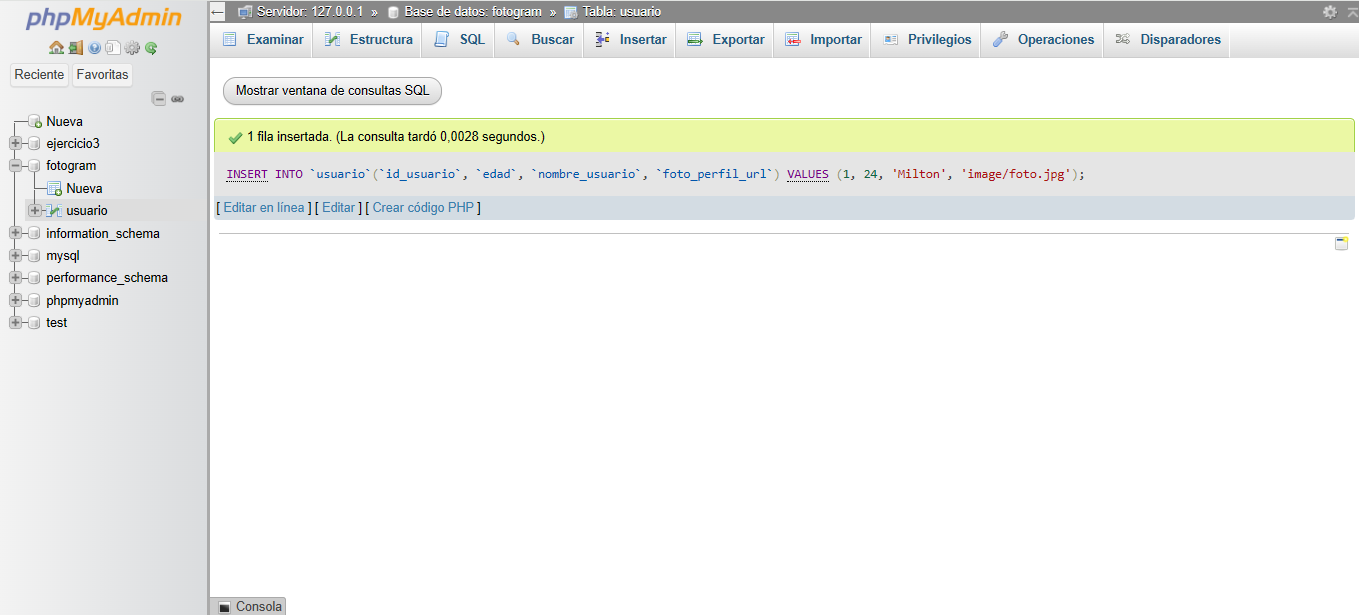 phpMyAdmin
Reciente Favoritas
Nueva
ejercicio3
fotogram
Nueva
usuario
information_schema
mysql
performance_schema
phpmyadmin
test
Servidor: 127.0.0.1 » Base de datos: fotogram » Tabla: usuario
Examinar Estructura SQL Buscar Insertar Exportar Importar Privilegios Operaciones Disparadores
Mostrar ventana de consultas SQL
1 fila insertada. (La consulta tardó 0,0028 segundos.)
INSERT INTO `usuario`(`id_usuario`, `edad`, `nombre_usuario`, `foto_perfil_url`) VALUES (1, 24, 'Milton', 'image/foto.jpg');
[ Editar en línea ] [ Editar ] [ Crear código PHP ]
Consola